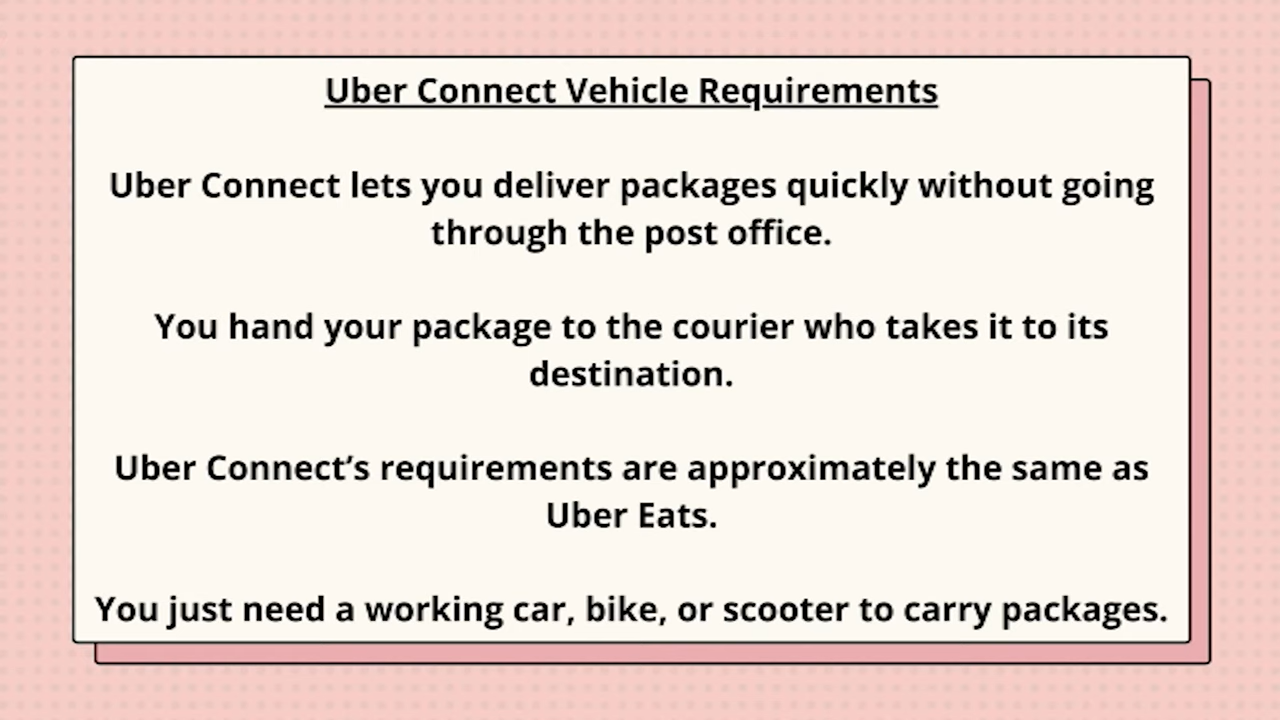 Uber Connect Vehicle Requirements
Uber Connect lets you deliver packages quickly without going
through the post office.
You hand your package to the courier who takes it to its
destination.
Uber Connect’s requirements are approximately the same as
Uber Eats.
You just need a working car, bike, or scooter to carry packages.